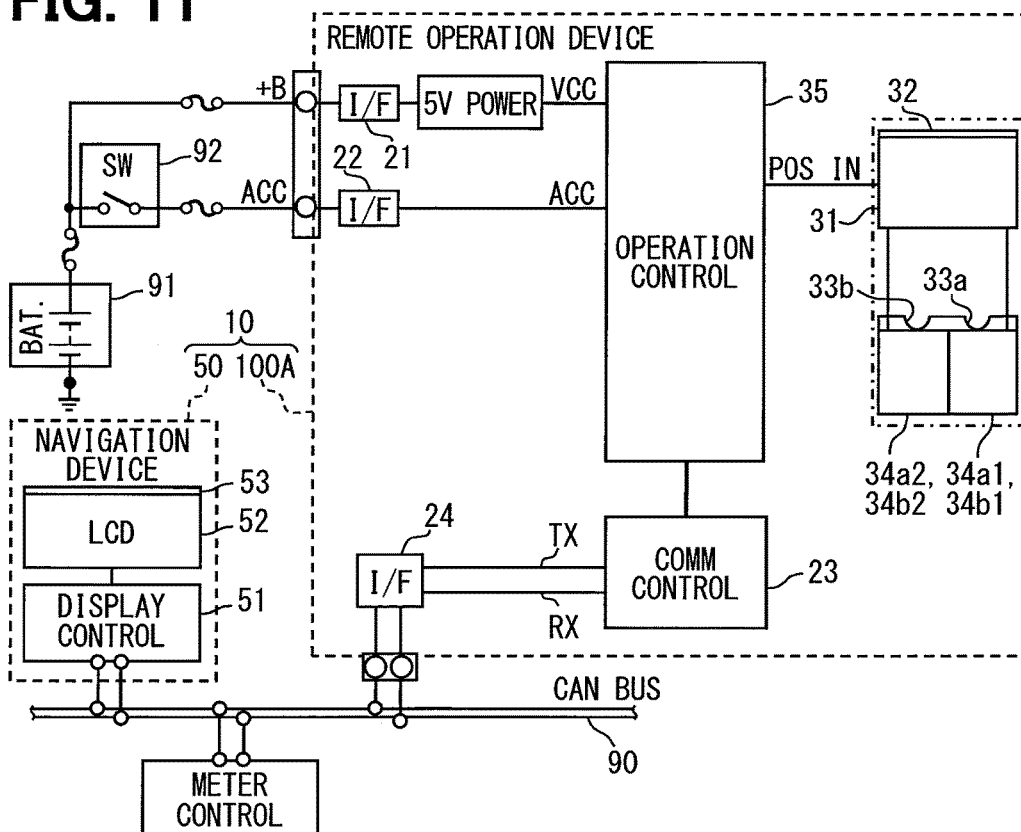 FIG. 11
REMOTE OPERATION DEVICE
+B
I/F
5V POWER
VCC
35
32
SW
92
22
21
ACC
I/F
ACC
POS IN
31
OPERATION
CONTROL
33b
33a
BAT.
91
10
50 100A
NAVIGATION
DEVICE
53
LCD
52
34a2, 34a1,
34b2 34b1
24
TX
I/F
COMM
CONTROL
23
DISPLAY
CONTROL
51
RX
CAN BUS
90
METER
CONTROL